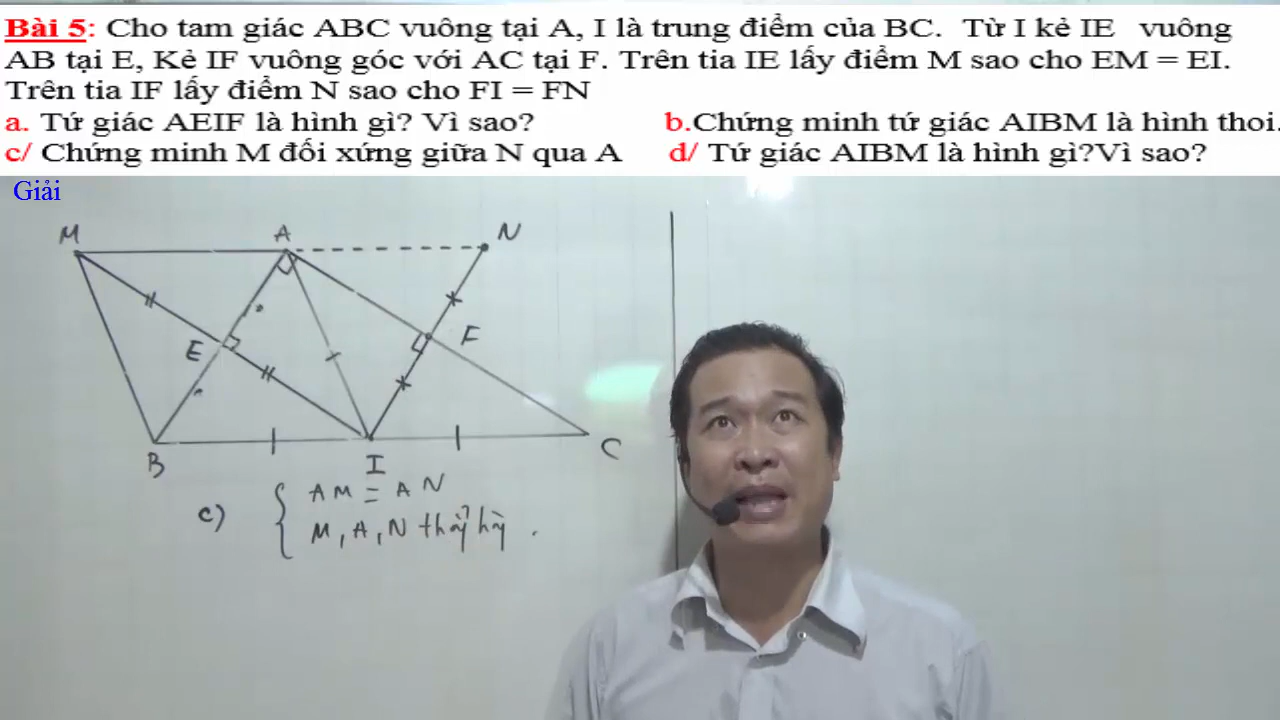 Bài 5: Cho tam giác ABC vuông tại A, I là trung điểm của BC. Từ I kẻ IE vuông
AB tại E, Kẻ IF vuông góc với AC tại F. Trên tia IE lấy điểm M sao cho EM = EI.
Trên tia IF lấy điểm N sao cho FI = FN
a. Tứ giác AEIF là hình gì? Vì sao? b.Chứng minh tứ giác AIBM là hình thoi.
c/ Chứng minh M đối xứng giữa N qua A d/ Tứ giác AIBM là hình gì?Vì sao?
Giải
M A N
E F
B I C
c) AM = AN
M, A, N thẳng hàng.